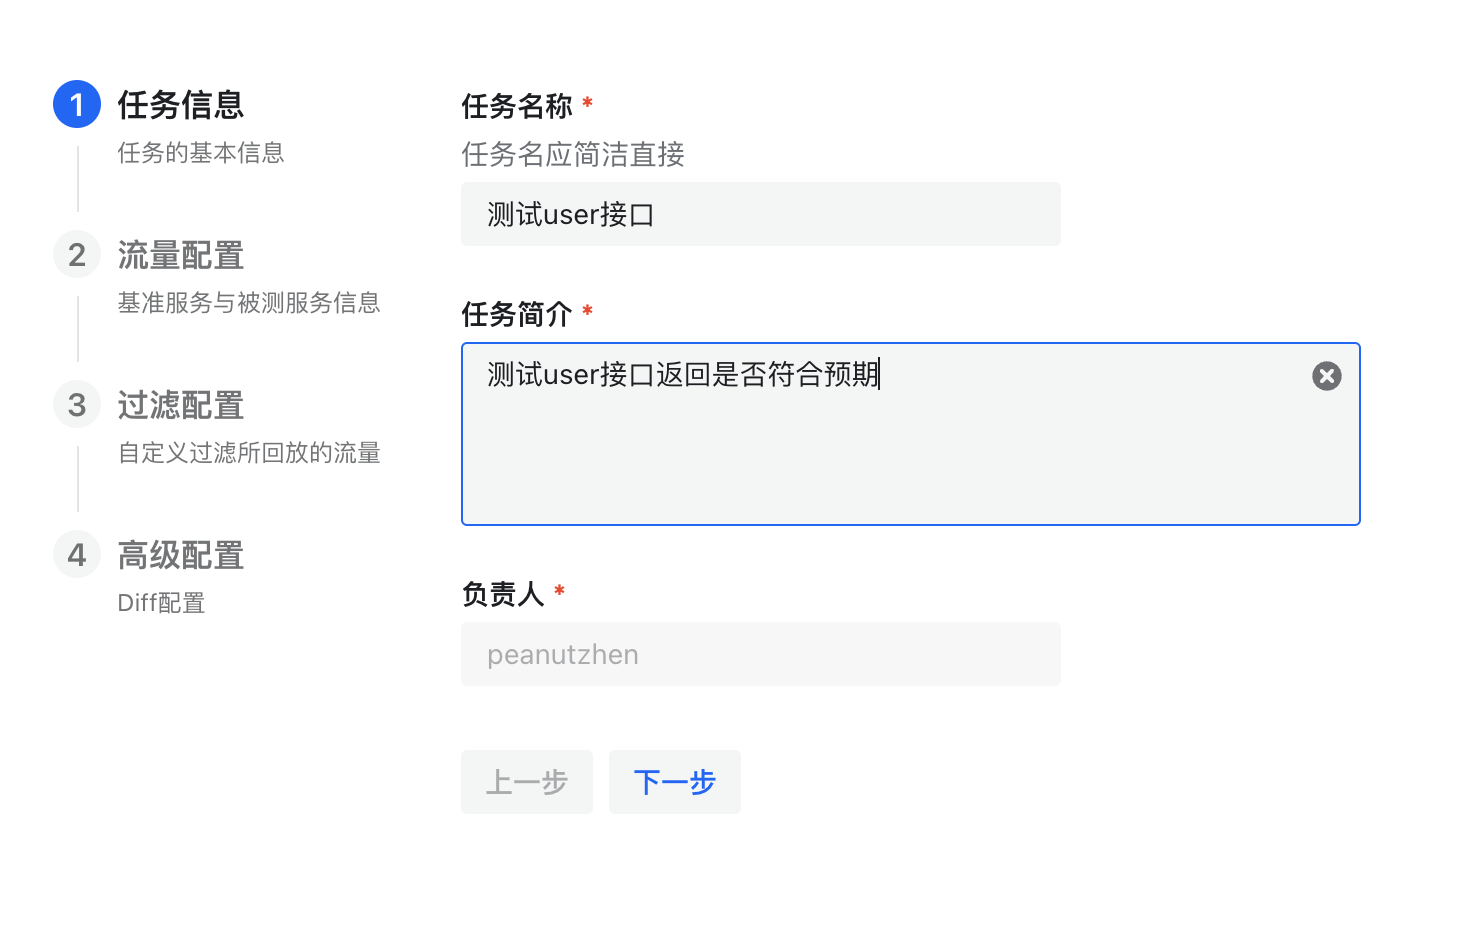 1 任务信息
任务的基本信息
2 流量配置
基准服务与被测服务信息
3 过滤配置
自定义过滤所回放的流量
4 高级配置
Diff配置
任务名称 *
任务名应简洁直接
测试user接口
任务简介 *
测试user接口返回是否符合预期
负责人 *
peanutzhen
上一步 下一步